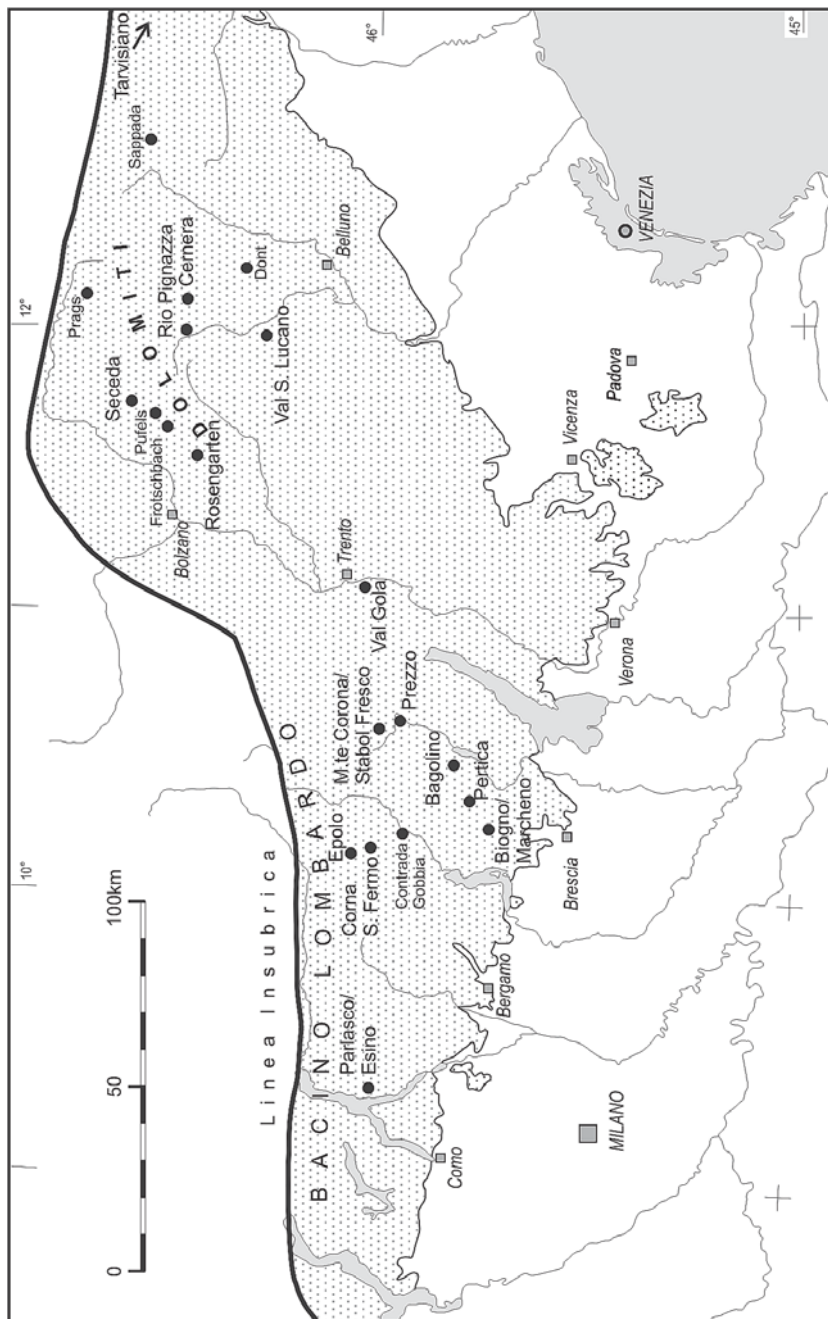 10°
12°
46°
45°
0
50
100km
Linea Insubrica
BACINO LOMBARDO
DOLOMITI
Tarvisiano
Sappada
Prags
Rio Pignazza
Cernera
Dont
Belluno
Val S. Lucano
Seceda
Pufels
Frotschbach
Rosengarten
Bolzano
Trento
Val Gola
M.te Corona/
Stabol Fresco
Prezzo
Bagolino
Pertica
Biogno/
Marcheno
Corna
Epolo
S. Fermo
Contrada
Gobbia
Parlasco/
Esino
Como
Bergamo
Brescia
MILANO
Verona
Vicenza
Padova
VENEZIA